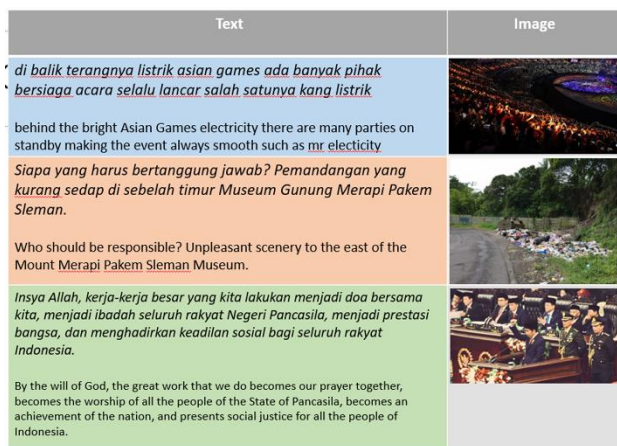 Text
Image
di balik terangnya listrik asian games ada banyak pihak
bersiaga acara selalu lancar salah satunya kang listrik
behind the bright Asian Games electricity there are many parties on
standby making the event always smooth such as mr electicity
Siapa yang harus bertanggung jawab? Pemandangan yang
kurang sedap di sebelah timur Museum Gunung Merapi Pakem
Sleman.
Who should be responsible? Unpleasant scenery to the east of the
Mount Merapi Pakem Sleman Museum.
Insya Allah, kerja-kerja besar yang kita lakukan menjadi doa bersama
kita, menjadi ibadah seluruh rakyat Negeri Pancasila, menjadi prestasi
bangsa, dan menghadirkan keadilan sosial bagi seluruh rakyat
Indonesia.
By the will of God, the great work that we do becomes our prayer together,
becomes the worship of all the people of the State of Pancasila, becomes an
achievement of the nation, and presents social justice for all the people of
Indonesia.